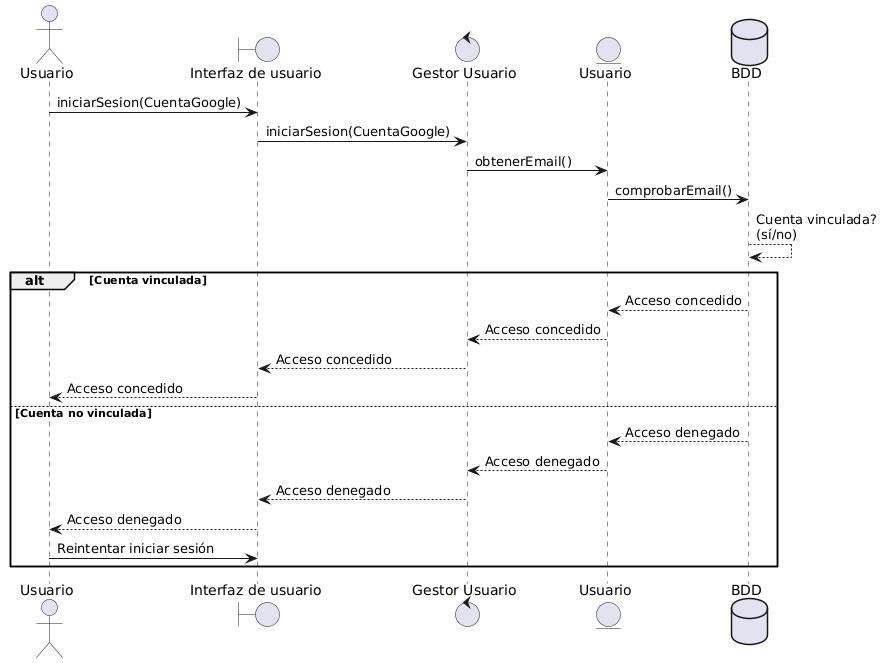 Usuario
Interfaz de usuario
Gestor Usuario
Usuario
BDD
iniciarSesion(CuentaGoogle)
iniciarSesion(CuentaGoogle)
obtenerEmail()
comprobarEmail()
Cuenta vinculada?
(sí/no)
alt
[Cuenta vinculada]
Acceso concedido
Acceso concedido
Acceso concedido
Acceso concedido
[Cuenta no vinculada]
Acceso denegado
Acceso denegado
Acceso denegado
Acceso denegado
Reintentar iniciar sesión
Usuario
Interfaz de usuario
Gestor Usuario
Usuario
BDD